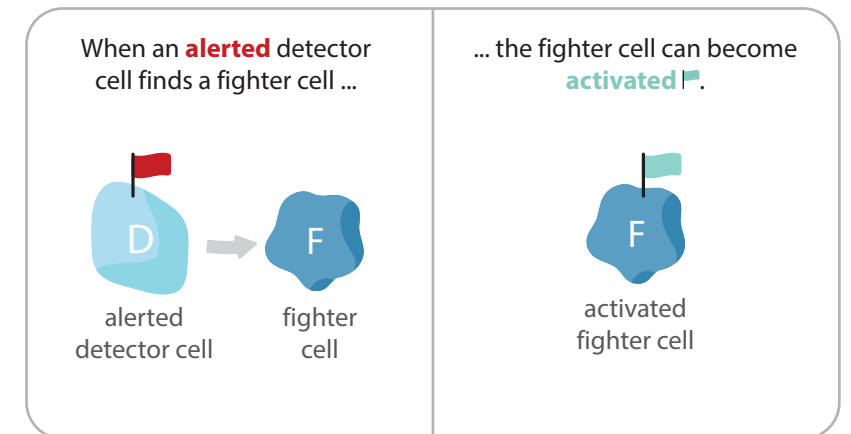 When an alerted detector
cell finds a fighter cell ...
D
F
alerted
detector cell
fighter
cell
... the fighter cell can become
activated .
F
activated
fighter cell